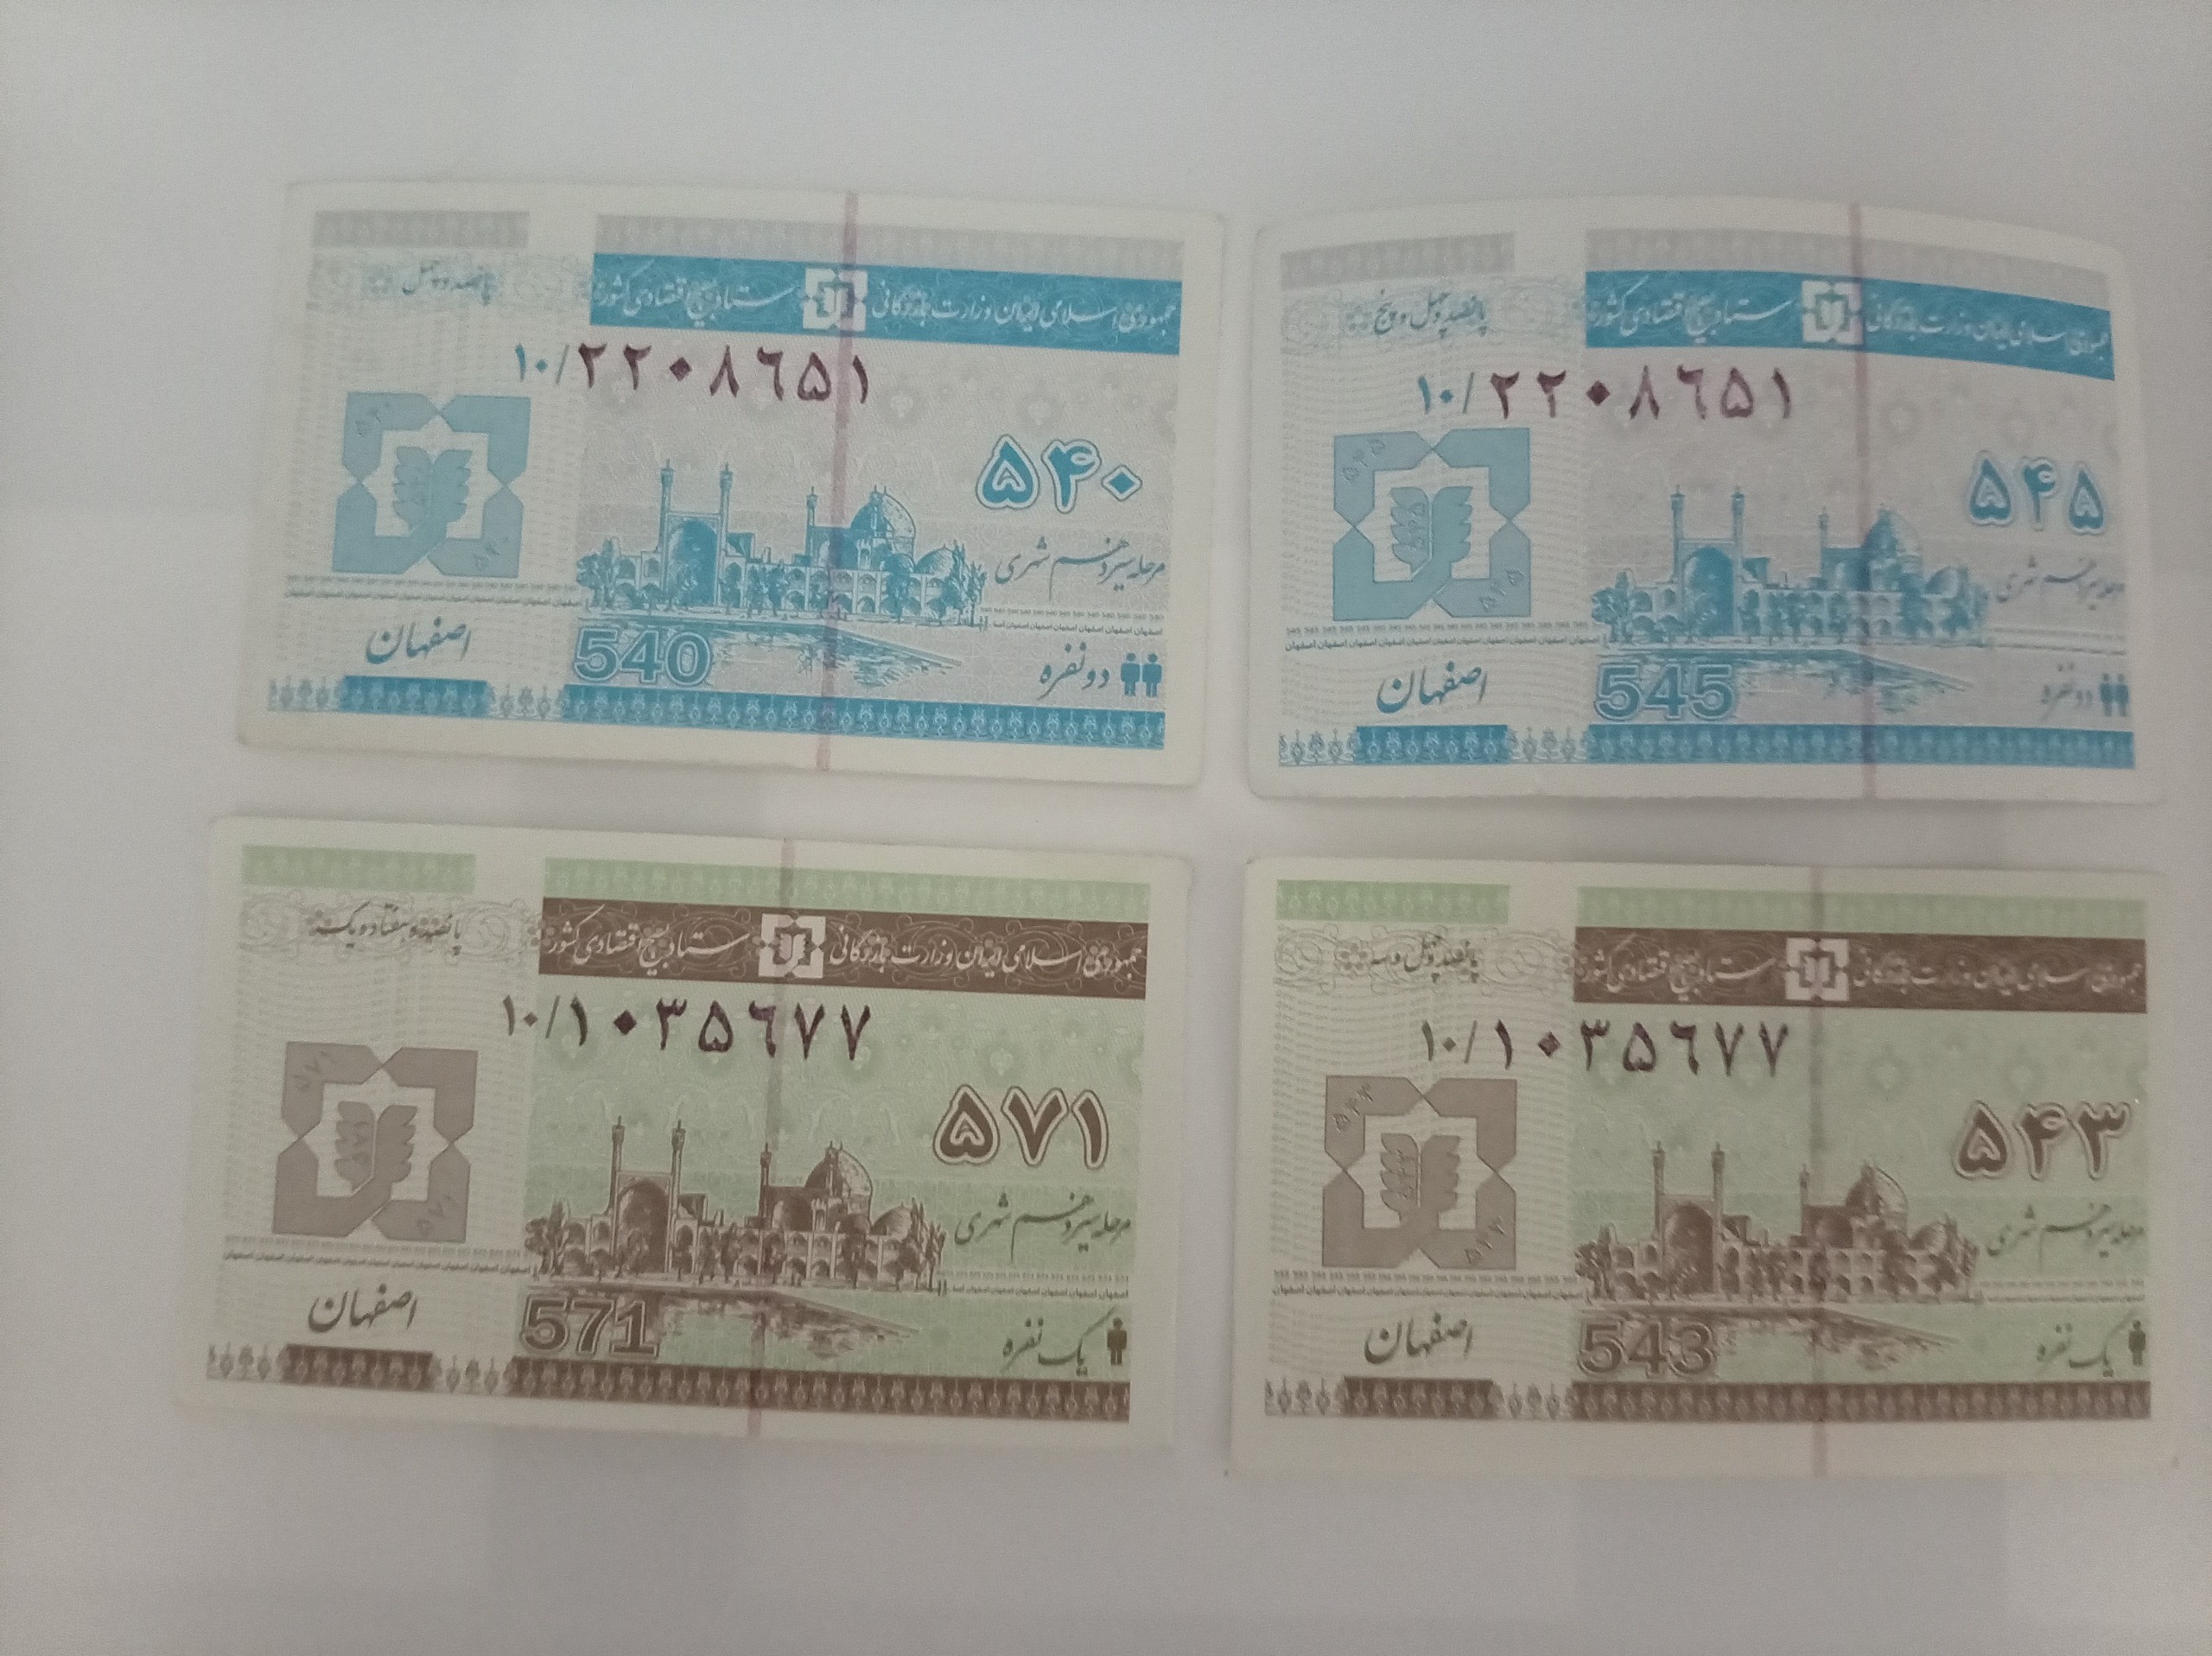 پانصد و چهل
جمهوری اسلامی ایران وزارت بازرگانی ستاد بسیج اقتصادی کشور
۱۰/۲۲۰۸۶۵۱
۵۴۰
مرحله سیزدهم شهری
اصفهان
540
دو نفره
پانصد و چهل و پنج
جمهوری اسلامی ایران وزارت بازرگانی ستاد بسیج اقتصادی کشور
۱۰/۲۲۰۸۶۵۱
۵۴۵
مرحله سیزدهم شهری
اصفهان
545
دو نفره
پانصد و هفتاد و یک
جمهوری اسلامی ایران وزارت بازرگانی ستاد بسیج اقتصادی کشور
۱۰/۱۰۳۵۶۷۷
۵۷۱
مرحله سیزدهم شهری
اصفهان
571
یک نفره
پانصد و چهل و سه
جمهوری اسلامی ایران وزارت بازرگانی ستاد بسیج اقتصادی کشور
۱۰/۱۰۳۵۶۷۷
۵۴۳
مرحله سیزدهم شهری
اصفهان
543
یک نفره